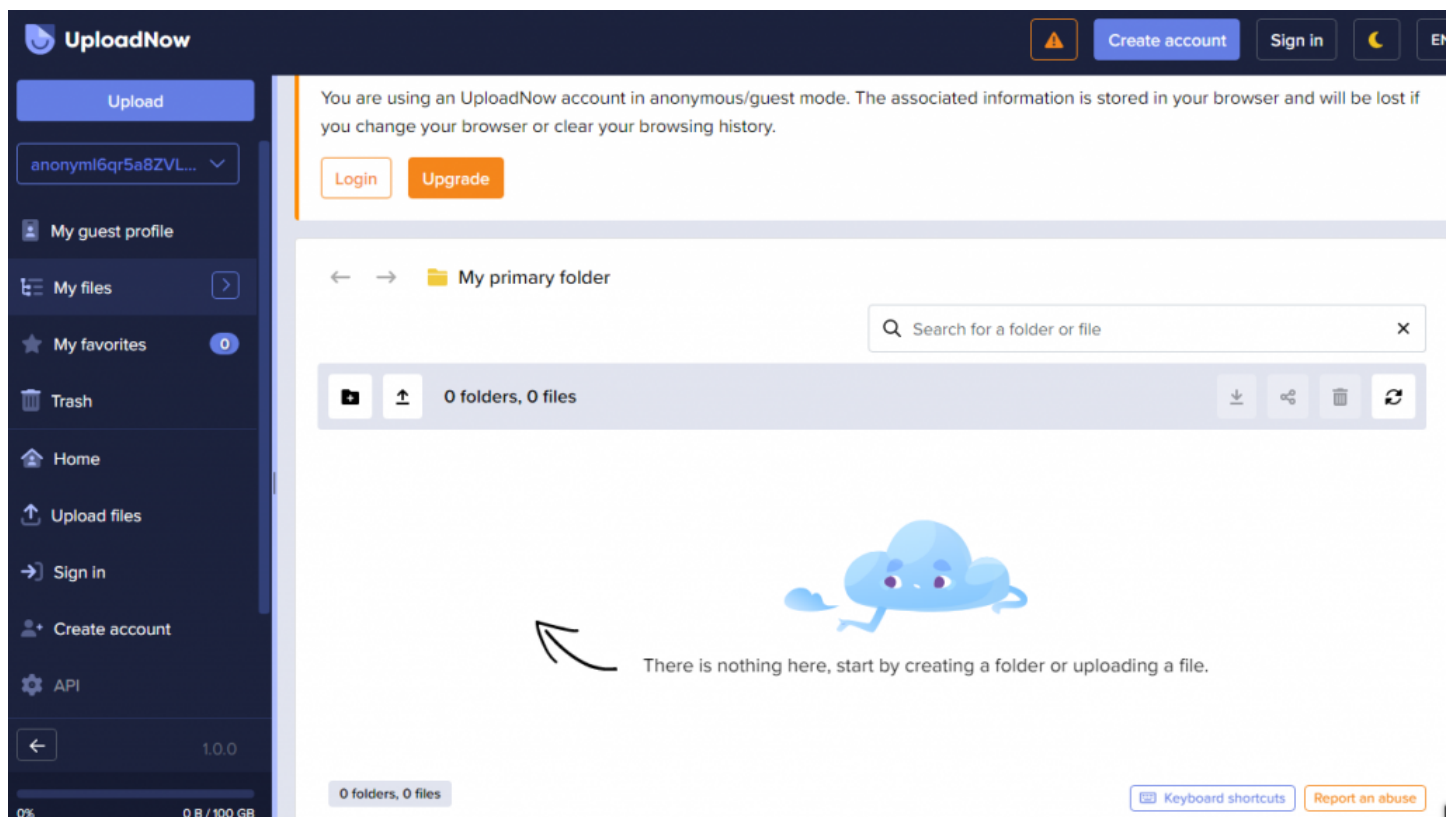 UploadNow
Create account
Sign in
Upload
anonyml6qr5a8ZVL...
My guest profile
My files
My favorites
0
Trash
Home
Upload files
Sign in
Create account
API
1.0.0
0%
0 B / 100 GB
You are using an UploadNow account in anonymous/guest mode. The associated information is stored in your browser and will be lost if
you change your browser or clear your browsing history.
Login
Upgrade
My primary folder
Search for a folder or file
0 folders, 0 files
There is nothing here, start by creating a folder or uploading a file.
0 folders, 0 files
Keyboard shortcuts
Report an abuse